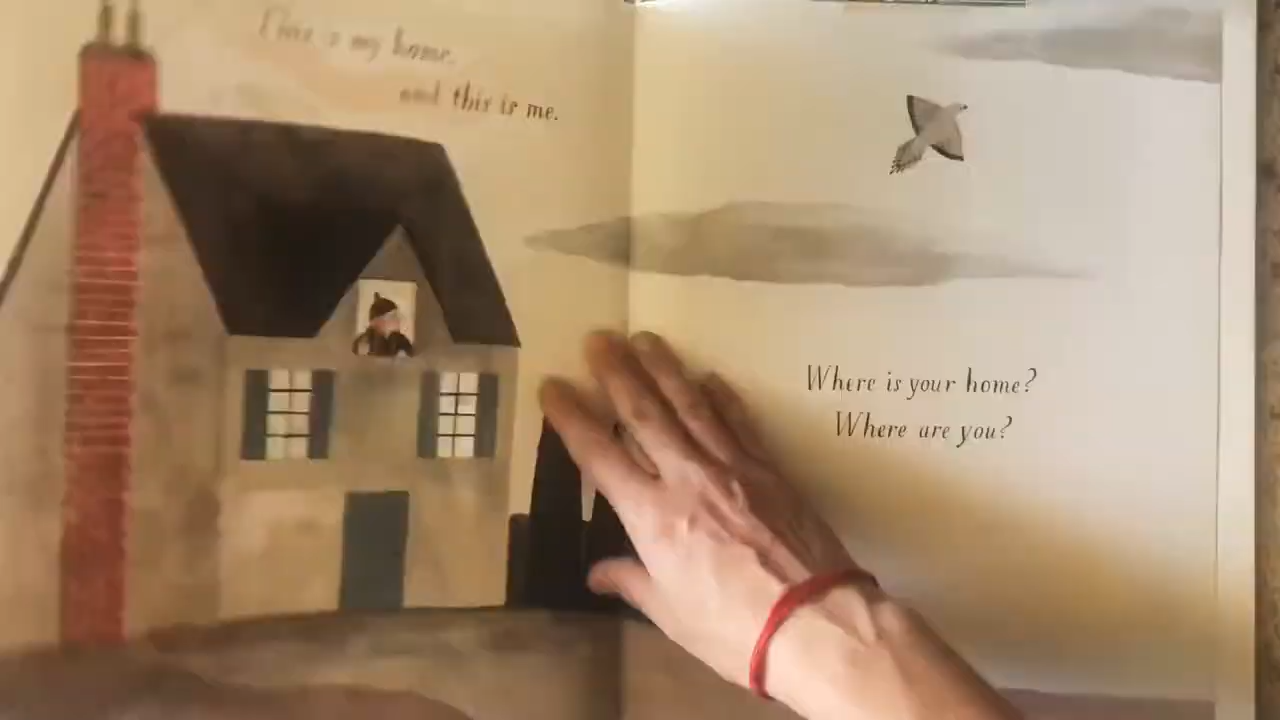 This is my home,
and this is me.
Where is your home?
Where are you?